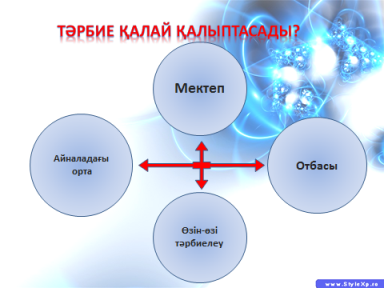 ТӘРБИЕ ҚАЛАЙ ҚАЛЫПТАСАДЫ?
Мектеп
Айналадағы
орта
Отбасы
Өзін-өзі
тәрбиелеу
www.StyleXp.ru